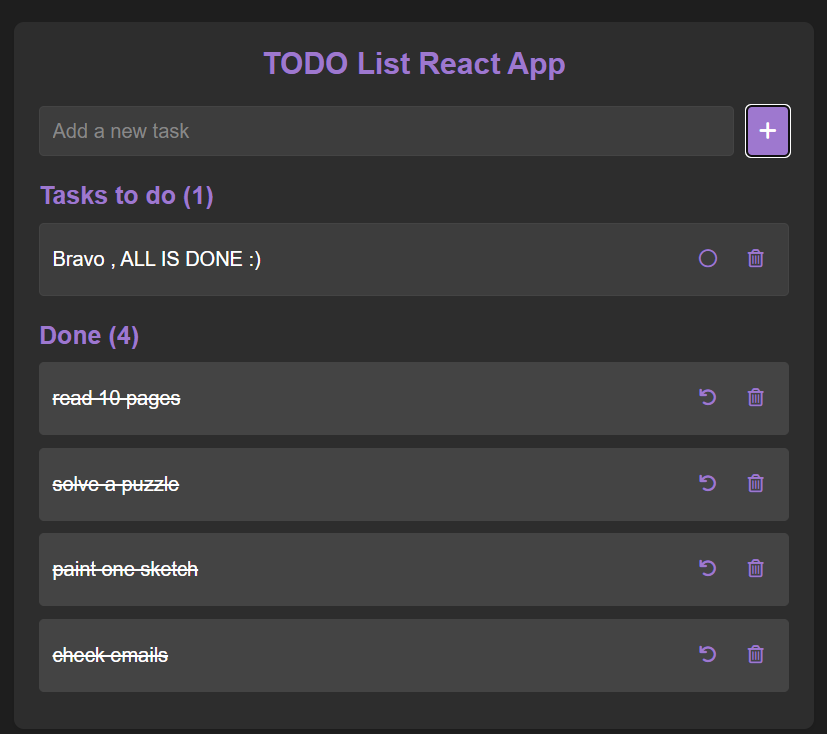 TODO List React App
Add a new task
+
Tasks to do (1)
Bravo , ALL IS DONE :)
Done (4)
read 10 pages
solve a puzzle
paint one sketch
check emails